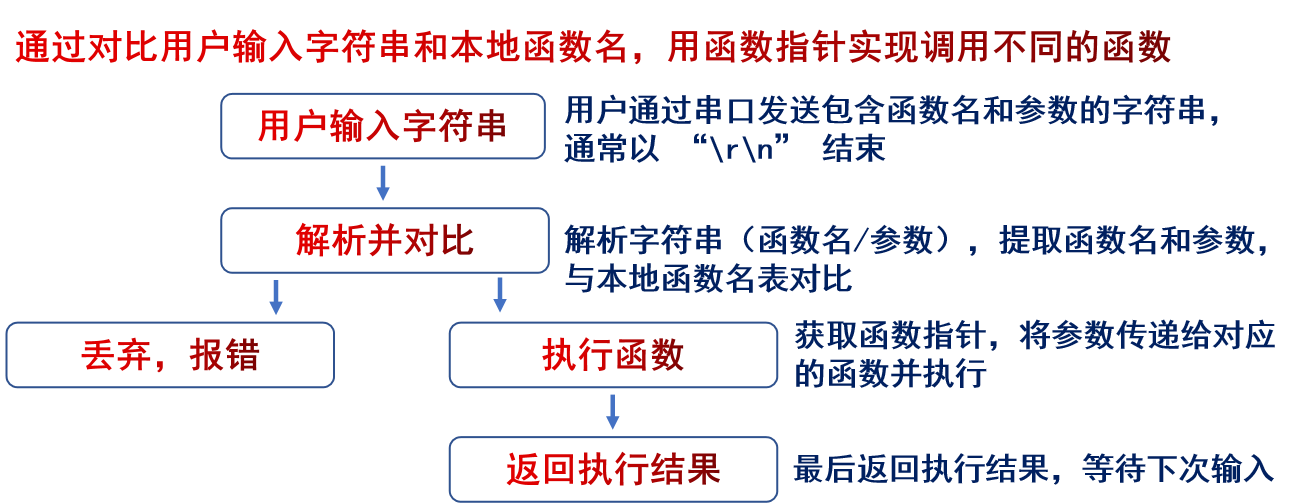 通过对比用户输入字符串和本地函数名，用函数指针实现调用不同的函数
用户输入字符串
用户通过串口发送包含函数名和参数的字符串，
通常以 “\r\n” 结束
解析并对比
解析字符串（函数名/参数），提取函数名和参数，
与本地函数名表对比
丢弃，报错
执行函数
获取函数指针，将参数传递给对应
的函数并执行
返回执行结果
最后返回执行结果，等待下次输入